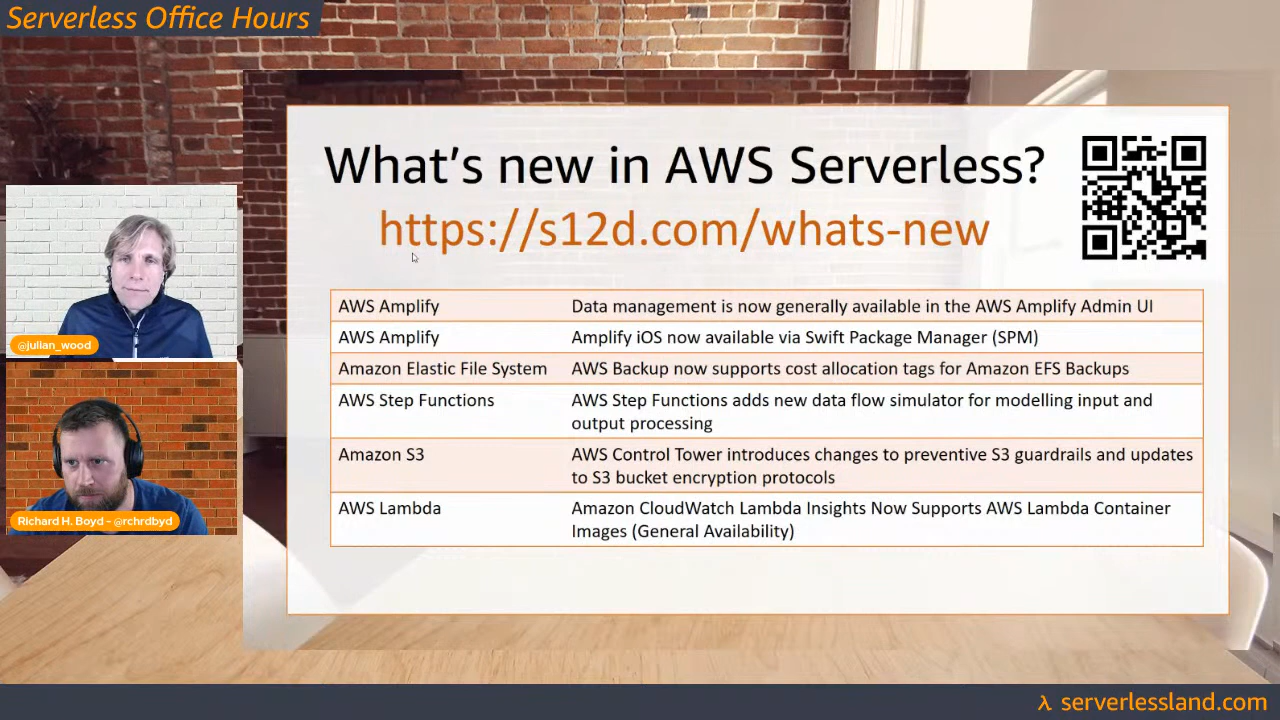 Serverless Office Hours
What's new in AWS Serverless?
https://s12d.com/whats-new
AWS Amplify Data management is now generally available in the AWS Amplify Admin UI
AWS Amplify Amplify iOS now available via Swift Package Manager (SPM)
Amazon Elastic File System AWS Backup now supports cost allocation tags for Amazon EFS Backups
AWS Step Functions AWS Step Functions adds new data flow simulator for modelling input and
output processing
Amazon S3 AWS Control Tower introduces changes to preventive S3 guardrails and updates
to S3 bucket encryption protocols
AWS Lambda Amazon CloudWatch Lambda Insights Now Supports AWS Lambda Container
Images (General Availability)
@julian_wood
Richard H. Boyd - @rchrdbyd
λ serverlessland.com